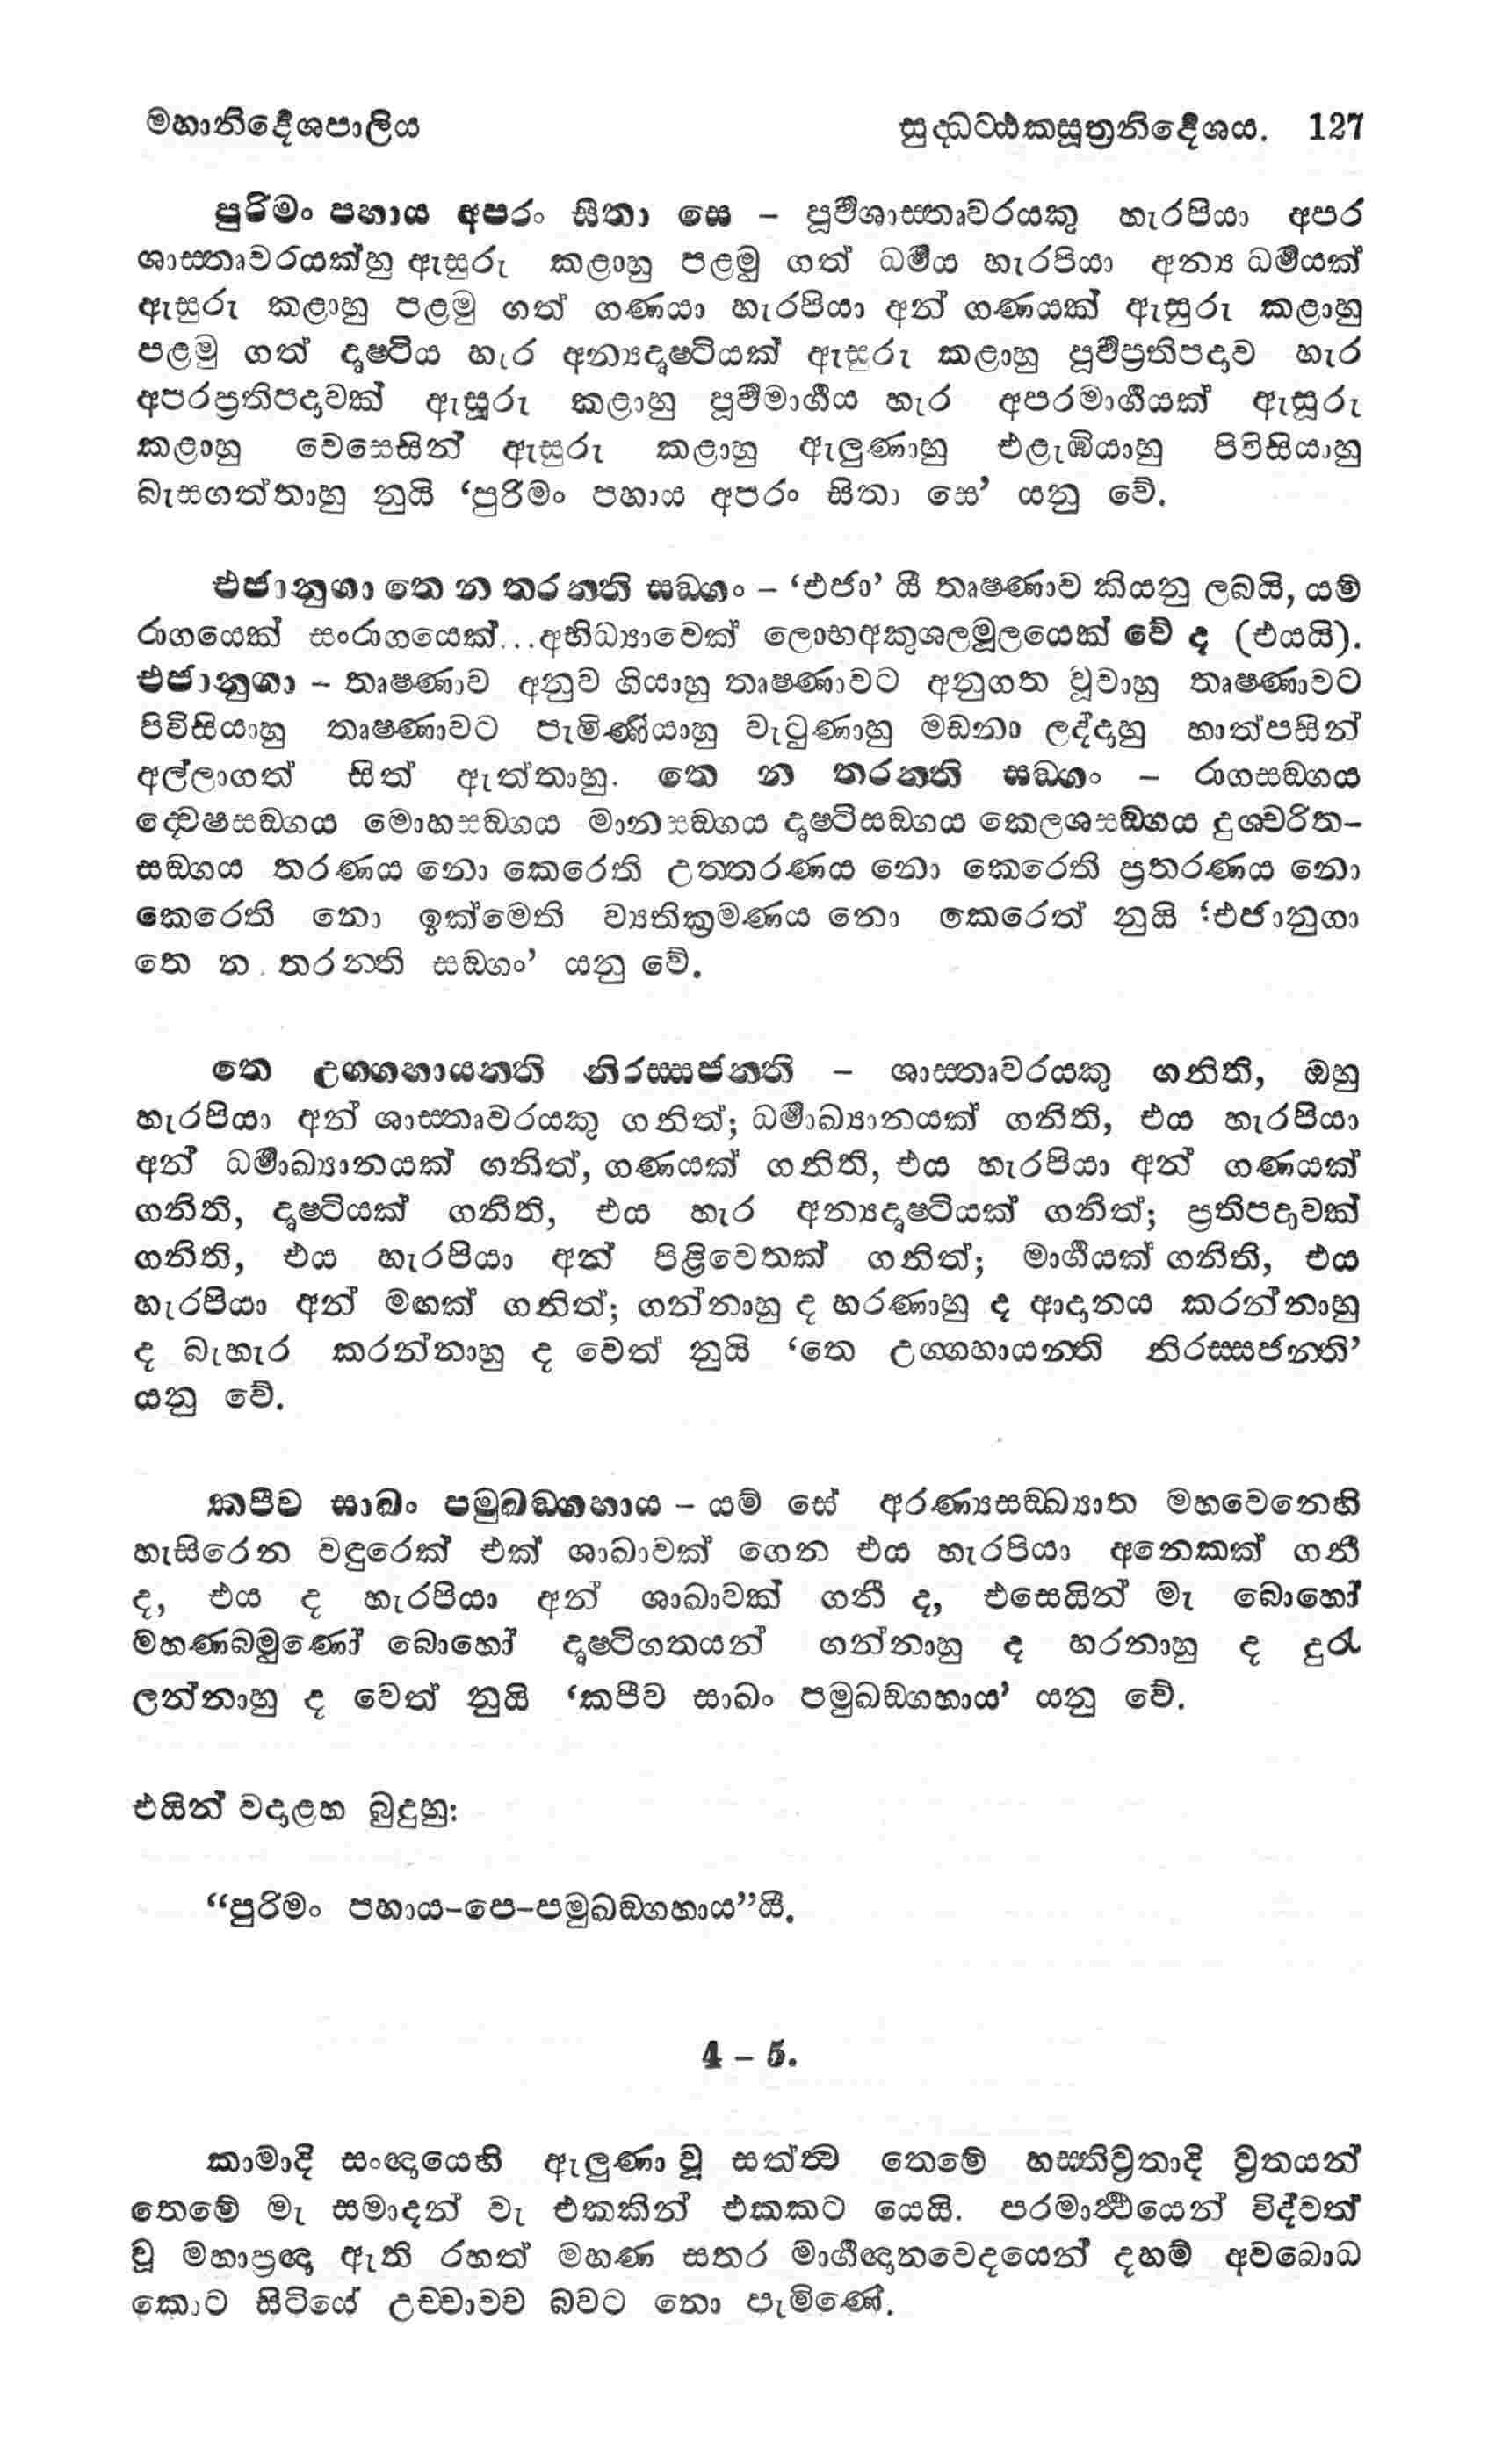 මහානිර්‍දේශපාලිය සුද්ධට්ඨකසූත්‍රනිර්‍දේශය. 127
පුරිමං පහාය අපරං සිතා සෙ – පූර්‍වශාස්තෘවරයකු හැරපියා අපර
ශාස්තෘවරයක්හු ඇසුරු කළාහු පළමු ගත් ධර්‍මය හැරපියා අන්‍ය ධර්‍මයක්
ඇසුරු කළාහු පළමු ගත් ගණයා හැරපියා අන් ගණයක් ඇසුරු කළාහු
පළමු ගත් දෘෂ්ටිය හැර අන්‍යදෘෂ්ටියක් ඇසුරු කළාහු පූර්‍වප්‍රතිපදාව හැර
අපරප්‍රතිපදාවක් ඇසූරු කළාහු පූර්‍වමාර්‍ගය හැර අපරමාර්‍ගයක් ඇසූරු
කළාහු වෙසෙසින් ඇසුරු කළාහු ඇලුණාහු එළැඹියාහු පිවිසියාහු
බැසගත්තාහු නුයි ‘පුරිමං පහාය අපරං සිතා සෙ’ යනු වේ.
එජානුගා තෙ න තරන්ති සඞ්ගං – ‘එජා’ යී තෘෂ්ණාව කියනු ලබයි, යම්
රාගයෙක් සංරාගයෙක්...අභිධ්‍යාවෙක් ලොභඅකුශලමූලයෙක් වේ ද (එයයි).
එජානුගා – තෘෂ්ණාව අනුව ගියාහු තෘෂ්ණාවට අනුගත වූවාහු තෘෂ්ණාවට
පිවිසියාහු තෘෂ්ණාවට පැමිණියාහු වැටුණාහු මඩනා ලද්දාහු හාත්පසින්
අල්ලාගත් සිත් ඇත්තාහු. තෙ න තරන්ති සඞ්ගං – රාගසඞ්ගය
ද්වෙෂසඞ්ගය මොහසඞ්ගය මානසඞ්ගය දෘෂ්ටිසඞ්ගය කෙලශසඞ්ගය දුශ්චරිත–
සඞ්ගය තරණය නො කෙරෙති උත්තරණය නො කෙරෙති ප්‍රතරණය නො
කෙරෙති නො ඉක්මෙති ව්‍යතික්‍රමණය නො කෙරෙත් නුයි ‘එජානුගා
තෙ න තරන්ති සඞ්ගං’ යනු වේ.
තෙ උග්ගහායන්ති නිරස්සජන්ති – ශාස්තෘවරයකු ගනිති, ඔහු
හැරපියා අන් ශාස්තෘවරයකු ගනිත්; ධර්‍මාඛ්‍යානයක් ගනිති, එය හැරපියා
අන් ධර්‍මාඛ්‍යානයක් ගනිත්, ගණයක් ගනිති, එය හැරපියා අන් ගණයක්
ගනිති, දෘෂ්ටියක් ගනිති, එය හැර අන්‍යදෘෂ්ටියක් ගනිත්; ප්‍රතිපදාවක්
ගනිති, එය හැරපියා අන් පිළිවෙතක් ගනිත්; මාර්‍ගයක් ගනිති, එය
හැරපියා අන් මඟක් ගනිත්; ගන්නාහු ද හරණාහු ද ආදානය කරන්නාහු
ද බැහැර කරන්නාහු ද වෙත් නුයි ‘තෙ උග්ගහායන්ති නිරස්සජන්ති’
යනු වේ.
කපීව සාඛං පමුඛඞ්ගහාය – යම් සේ අරණ්‍යසඞ්ඛ්‍යාත මහවෙනෙහි
හැසිරෙන වඳුරෙක් එක් ශාඛාවක් ගෙන එය හැරපියා අනෙකක් ගනී
ද, එය ද හැරපියා අන් ශාඛාවක් ගනී ද, එසෙයින් මැ බොහෝ
මහණබමුණෝ බොහෝ දෘෂ්ටිගතයන් ගන්නාහු ද හරනාහු ද දුරැ
ලන්නාහු ද වෙත් නුයි ‘කපීව සාඛං පමුඛඞ්ගහාය’ යනු වේ.
එයින් වදාළහ බුදුහු:
“පුරිමං පහාය–පෙ–පමුඛඞ්ගහාය”යී.
4 – 5.
කාමාදි සංඥායෙහි ඇලුණා වූ සත්ත්ව තෙමේ හස්තිව්‍රතාදි ව්‍රතයන්
තෙමේ මැ සමාදන් වැ එකකින් එකකට යෙයි. පරමාර්‍ත්‍ථයෙන් විද්වත්
වූ මහාප්‍රඥා ඇති රහත් මහණ සතර මාර්‍ගඥානවෙදයෙන් දහම් අවබොධ
කොට සිටියේ උච්චාවච බවට නො පැමිණේ.